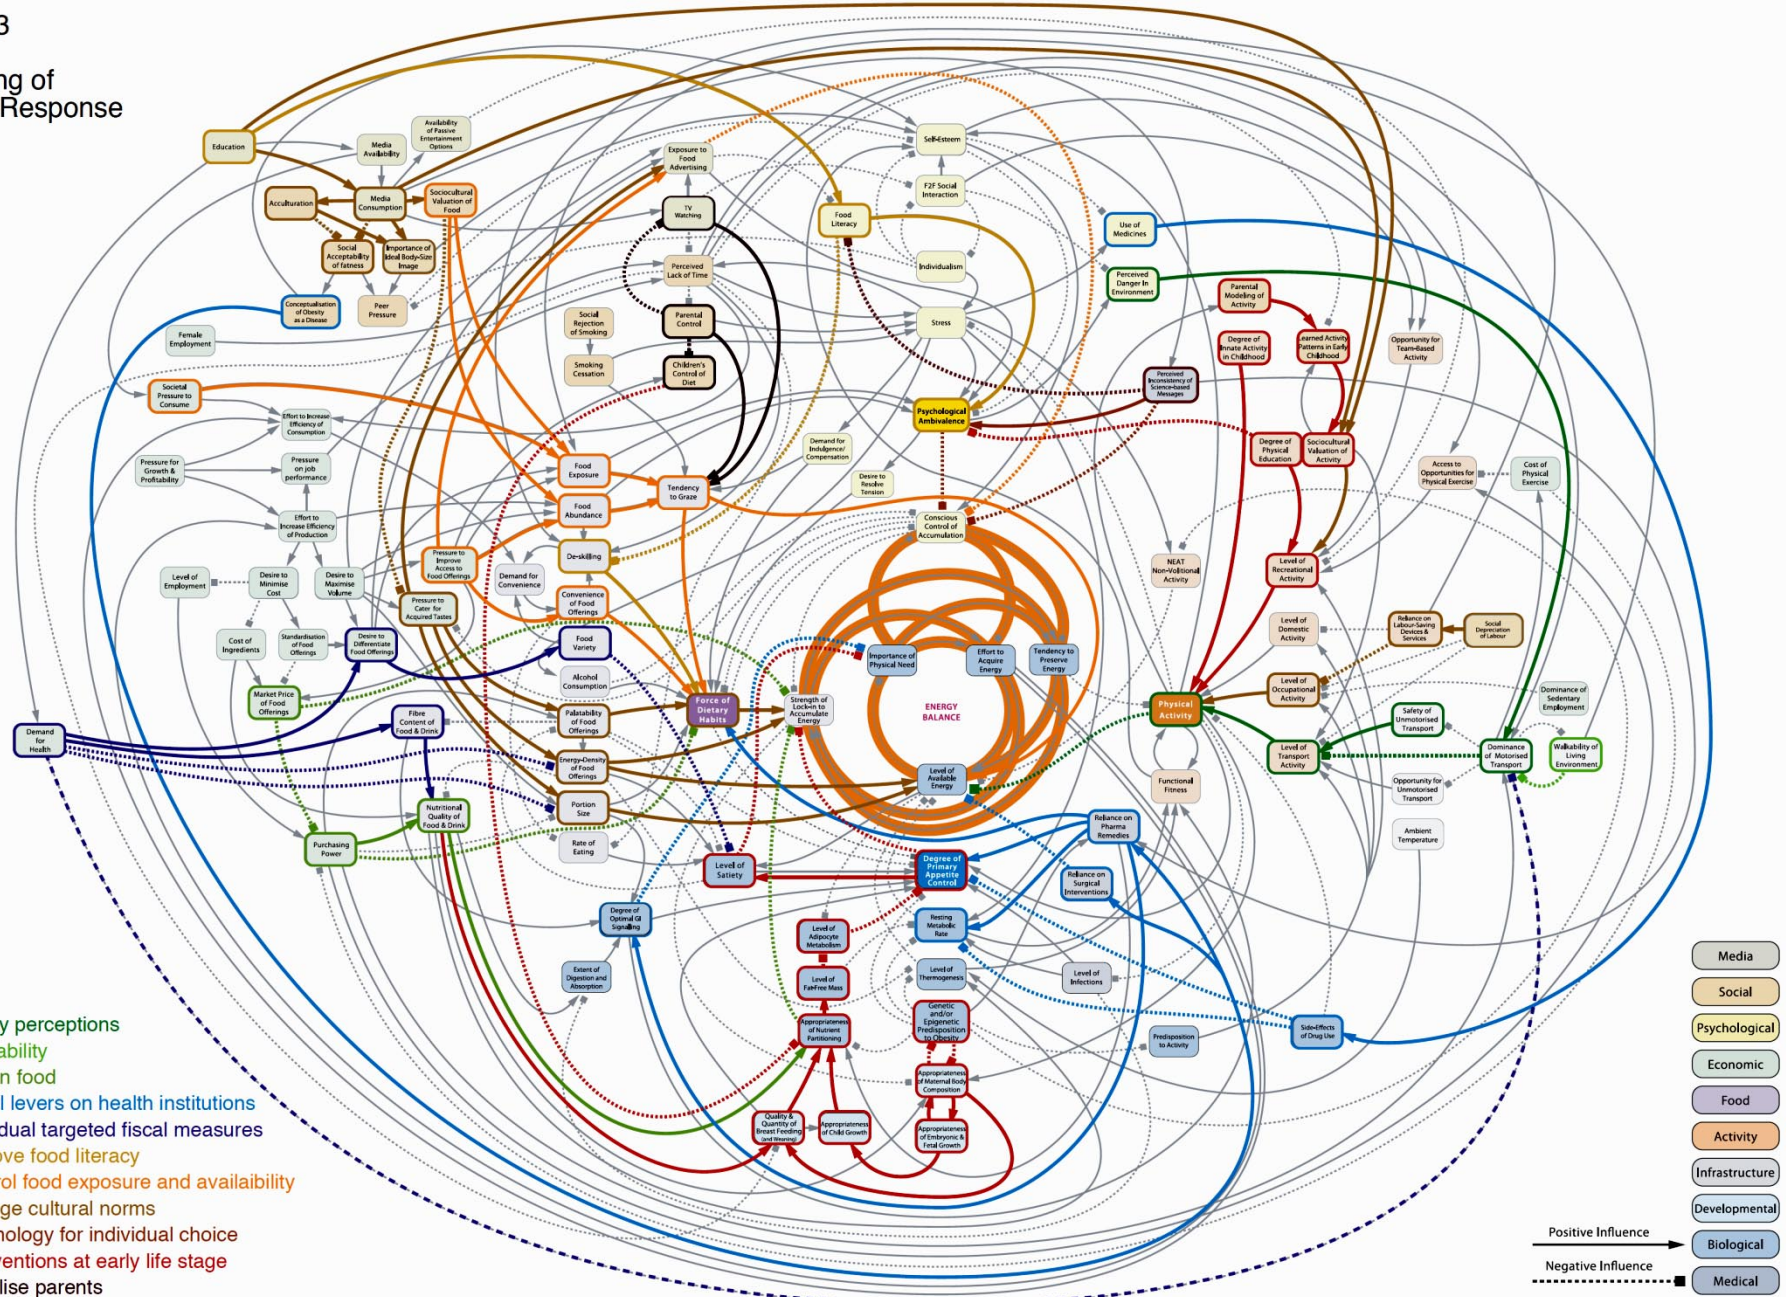 3
ng of
Response
Education
Media
Availability
Availability
of Passive
Entertainment
Options
Acculturation
Media
Consumption
Sociocultural
Valuation of
Food
Social
Acceptability
of fatness
Importance of
Ideal Body-Size
Image
Conceptualisation
of Obesity
as a Disease
Peer
Pressure
Female
Employment
Exposure to
Food
Advertising
TV
Watching
Perceived
Lack of Time
Parental
Control
Children's
Control of
Diet
Social
Rejection
of Smoking
Smoking
Cessation
Food
Literacy
Self-Esteem
F2F Social
Interaction
Individualism
Stress
Psychological
Ambivalence
Demand for
Indulgence/
Compensation
Desire to
Resolve
Tension
Use of
Medicines
Perceived
Danger In
Environment
Perceived
Inconsistency of
Science-based
Messages
Parental
Modeling of
Activity
Degree of
Innate Activity
in Childhood
Learned Activity
Patterns in Early
Childhood
Opportunity for
Team-Based
Activity
Degree of
Physical
Education
Sociocultural
Valuation of
Activity
Access to
Opportunities for
Physical Exercise
Cost of
Physical
Exercise
Societal
Pressure to
Consume
Effort to Increase
Efficiency of
Consumption
Pressure for
Growth &
Profitability
Pressure
on job
performance
Effort to
Increase Efficiency
of Production
Level of
Employment
Desire to
Minimise
Cost
Desire to
Maximise
Volume
Cost of
Ingredients
Standardisation
of Food
Offerings
Desire to
Differentiate
Food Offerings
Market Price
of Food
Offerings
Fibre
Content of
Food & Drink
Demand
for
Health
Nutritional
Quality of
Food & Drink
Purchasing
Power
Food
Exposure
Food
Abundance
Tendency
to Graze
De-skilling
Pressure to
Improve
Access to
Food Offerings
Demand for
Convenience
Convenience
of Food
Offerings
Pressure to
Cater for
Acquired Tastes
Food
Variety
Alcohol
Consumption
Palatability
of Food
Offerings
Energy-Density
of Food
Offerings
Portion
Size
Rate of
Eating
Force of
Dietary
Habits
Strength of
Lock-in to
Accumulate
Energy
Conscious
Control of
Accumulation
Importance of
Physical Need
Effort to
Acquire
Energy
Tendency to
Preserve
Energy
ENERGY
BALANCE
Level of
Available
Energy
Level of
Satiety
Degree of
Primary
Appetite
Control
Degree of
Optimal GI
Signalling
Extent of
Digestion and
Absorption
Level of
Adipocyte
Metabolism
Level of
Fat-Free Mass
Appropriateness
of Nutrient
Partitioning
Resting
Metabolic
Rate
Level of
Thermogenesis
Genetic
and/or
Epigenetic
Predisposition
to Obesity
Appropriateness
of Maternal Body
Composition
Appropriateness
of Embryonic &
Fetal Growth
Quality &
Quantity of
Breast Feeding
(and Weaning)
Appropriateness
of Child Growth
Reliance on
Pharma
Remedies
Reliance on
Surgical
Interventions
Level of
Infections
Predisposition
to Activity
Side-Effects
of Drug Use
NEAT
Non-Volitional
Activity
Level of
Recreational
Activity
Level of
Domestic
Activity
Reliance on
Labour-Saving
Devices &
Services
Social
Depreciation
of Labour
Level of
Occupational
Activity
Physical
Activity
Level of
Transport
Activity
Safety of
Unmotorised
Transport
Dominance of
Sedentary
Employment
Dominance
of Motorised
Transport
Walkability of
Living
Environment
Opportunity for
Unmotorised
Transport
Functional
Fitness
Ambient
Temperature
y perceptions
ability
n food
l levers on health institutions
dual targeted fiscal measures
ove food literacy
rol food exposure and availaibility
ge cultural norms
nology for individual choice
ventions at early life stage
lise parents
Media
Social
Psychological
Economic
Food
Activity
Infrastructure
Developmental
Biological
Medical
Positive Influence
Negative Influence